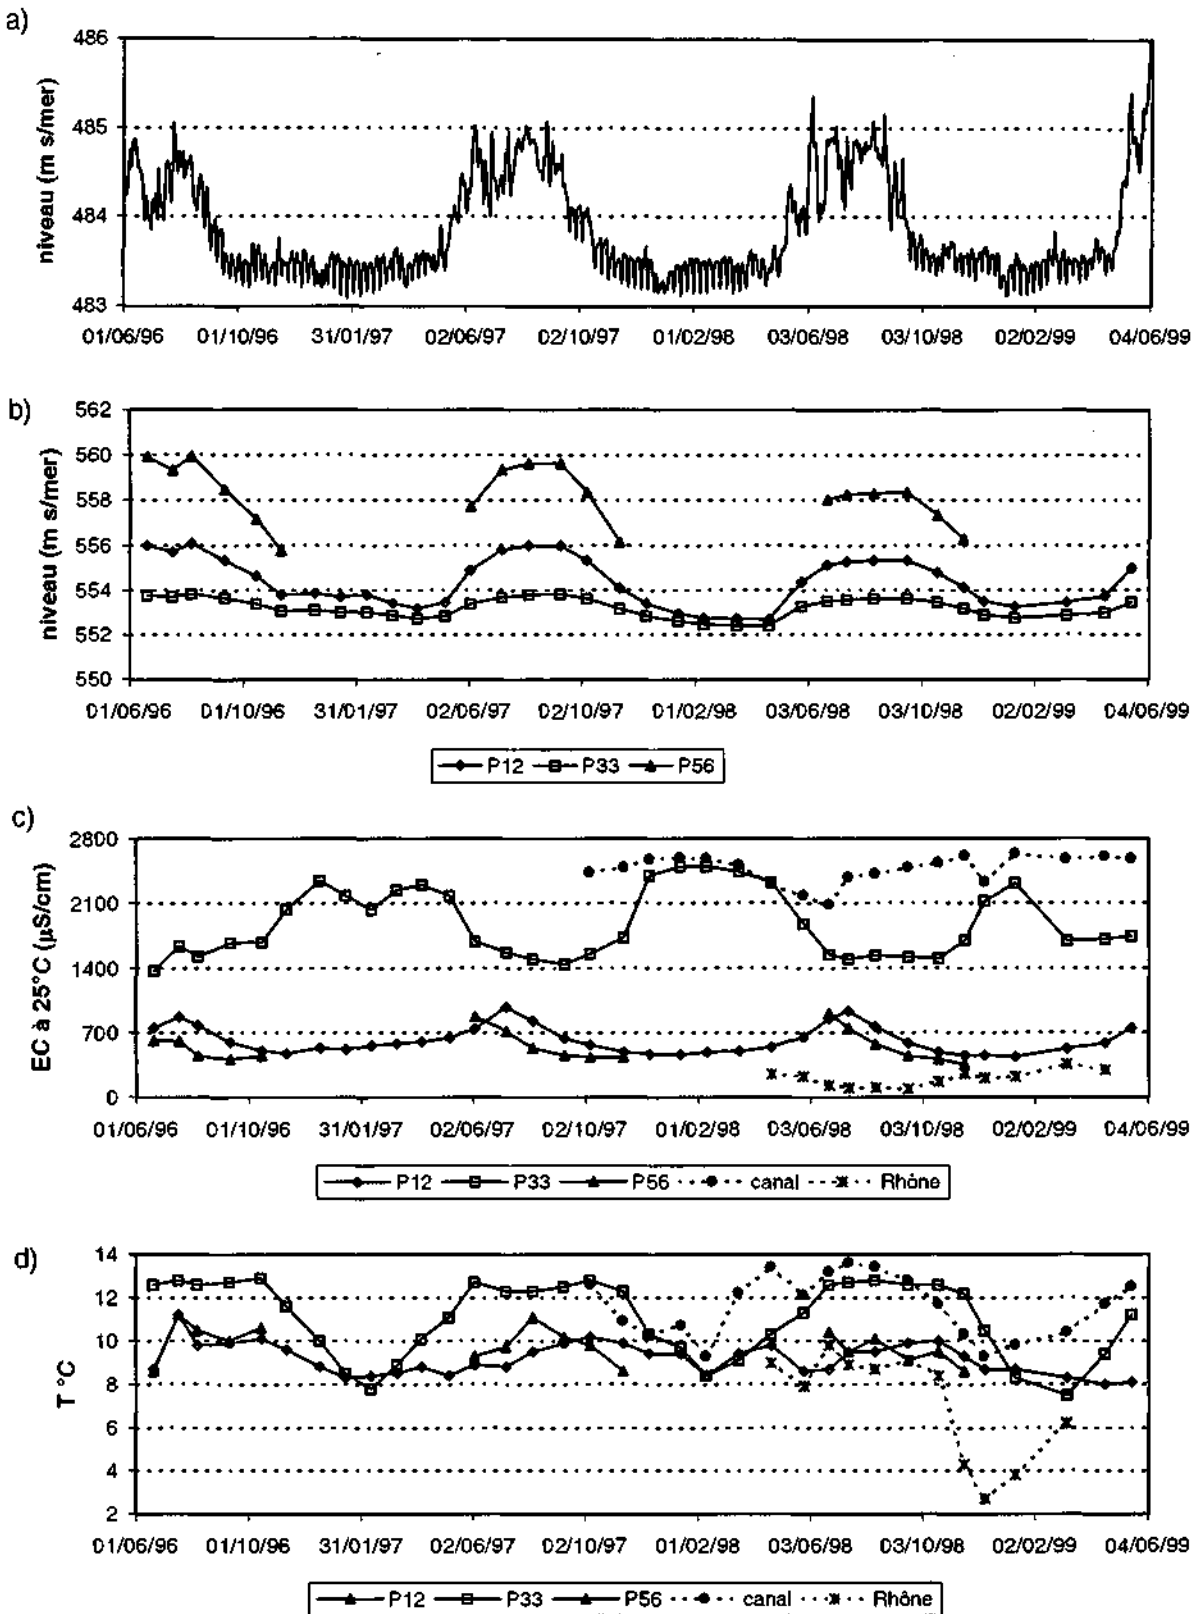 a)
niveau (m s/mer)
486
485
484
483
01/06/96 01/10/96 31/01/97 02/06/97 02/10/97 01/02/98 03/06/98 03/10/98 02/02/99 04/06/99
b)
niveau (m s/mer)
562
560
558
556
554
552
550
01/06/96 01/10/96 31/01/97 02/06/97 02/10/97 01/02/98 03/06/98 03/10/98 02/02/99 04/06/99
P12 P33 P56
c)
EC à 25°C (µS/cm)
2800
2100
1400
700
0
01/06/96 01/10/96 31/01/97 02/06/97 02/10/97 01/02/98 03/06/98 03/10/98 02/02/99 04/06/99
P12 P33 P56 canal Rhône
d)
T °C
14
12
10
8
6
4
2
01/06/96 01/10/96 31/01/97 02/06/97 02/10/97 01/02/98 03/06/98 03/10/98 02/02/99 04/06/99
P12 P33 P56 canal Rhône